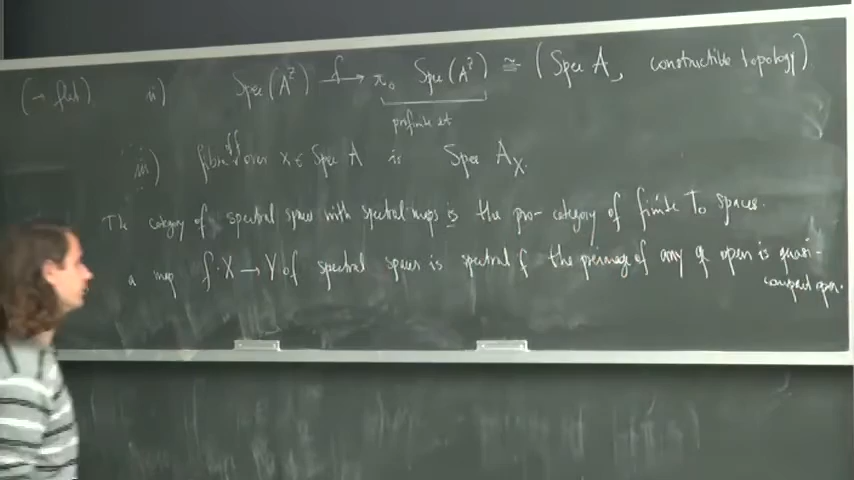 (→ flat) ii) Spec(A^Z) f→ π₀ Spec(A^Z) ≅ (Spec A, constructible topology)
profinite set
iii) fibre of f over x ∈ Spec A is Spec Aₓ.
The category of spectral spaces with spectral maps is the pro-category of finite T₀ spaces.
a map f: X → Y of spectral spaces is spectral if the preimage of any qc open is quasi-
compact open.